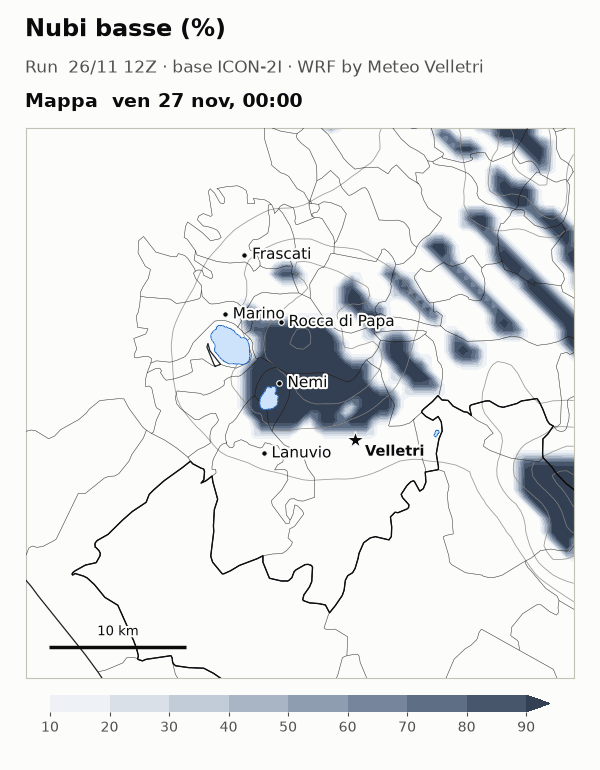 Nubi basse (%)
Run  26/11 12Z · base ICON-2I · WRF by Meteo Velletri
Mappa  ven 27 nov, 00:00
Frascati
Marino
Rocca di Papa
Nemi
Velletri
Lanuvio
10 km
10 20 30 40 50 60 70 80 90